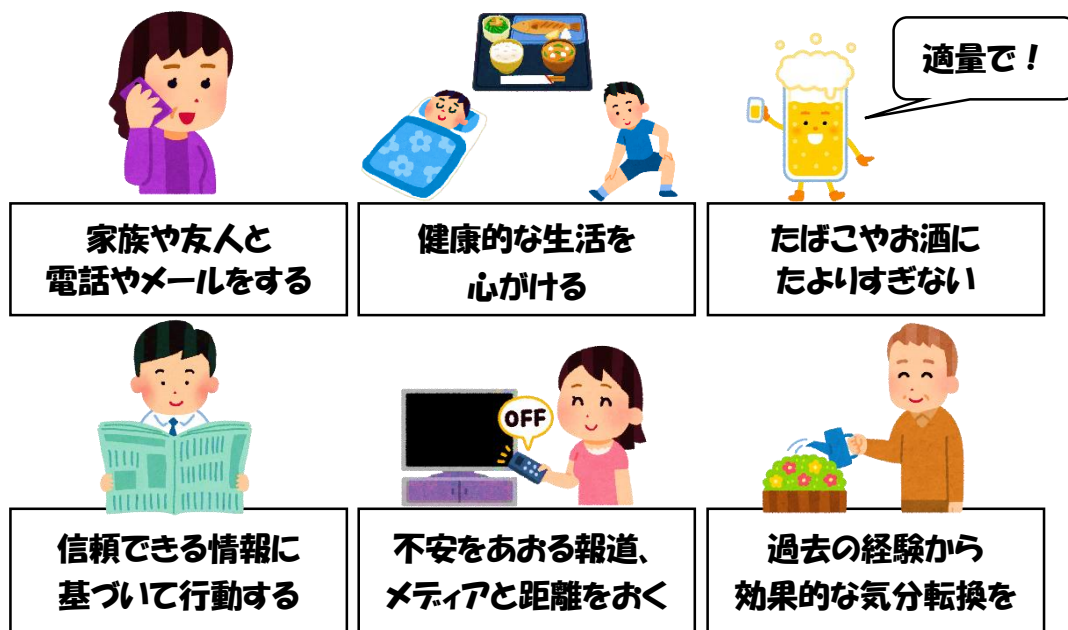 適量で！
家族や友人と
電話やメールをする
健康的な生活を
心がける
たばこやお酒に
たよりすぎない
OFF
信頼できる情報に
基づいて行動する
不安をあおる報道、
メディアと距離をおく
過去の経験から
効果的な気分転換を